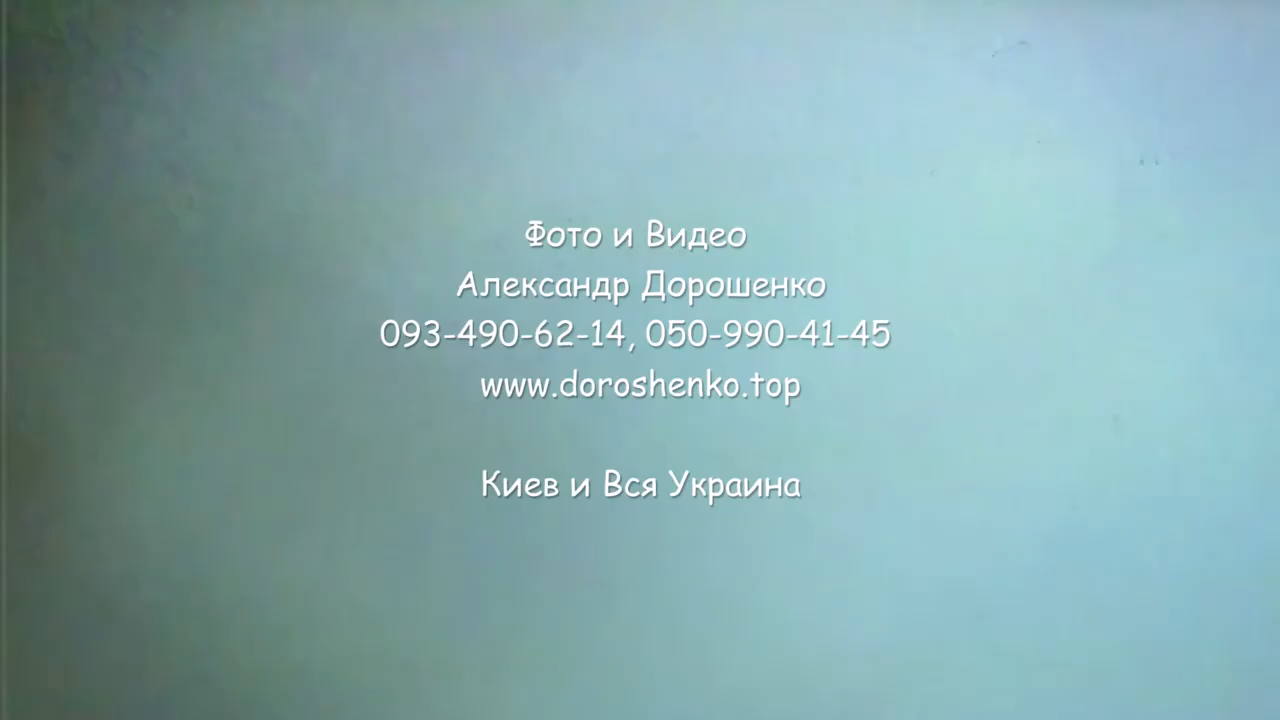 Фото и Видео
Александр Дорошенко
093-490-62-14, 050-990-41-45
www.doroshenko.top
Киев и Вся Украина